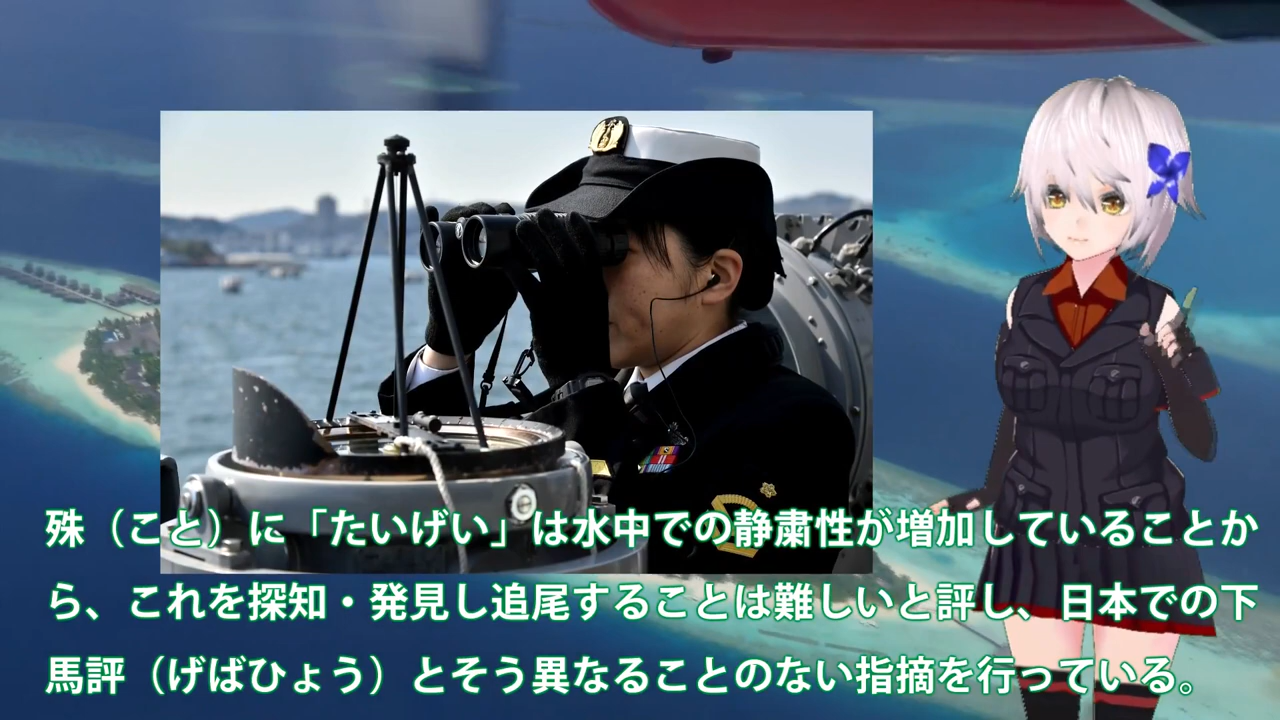 殊（こと）に「たいげい」は水中での静粛性が増加していることか
ら、これを探知・発見し追尾することは難しいと評し、日本での下
馬評（げばひょう）とそう異なることのない指摘を行っている。